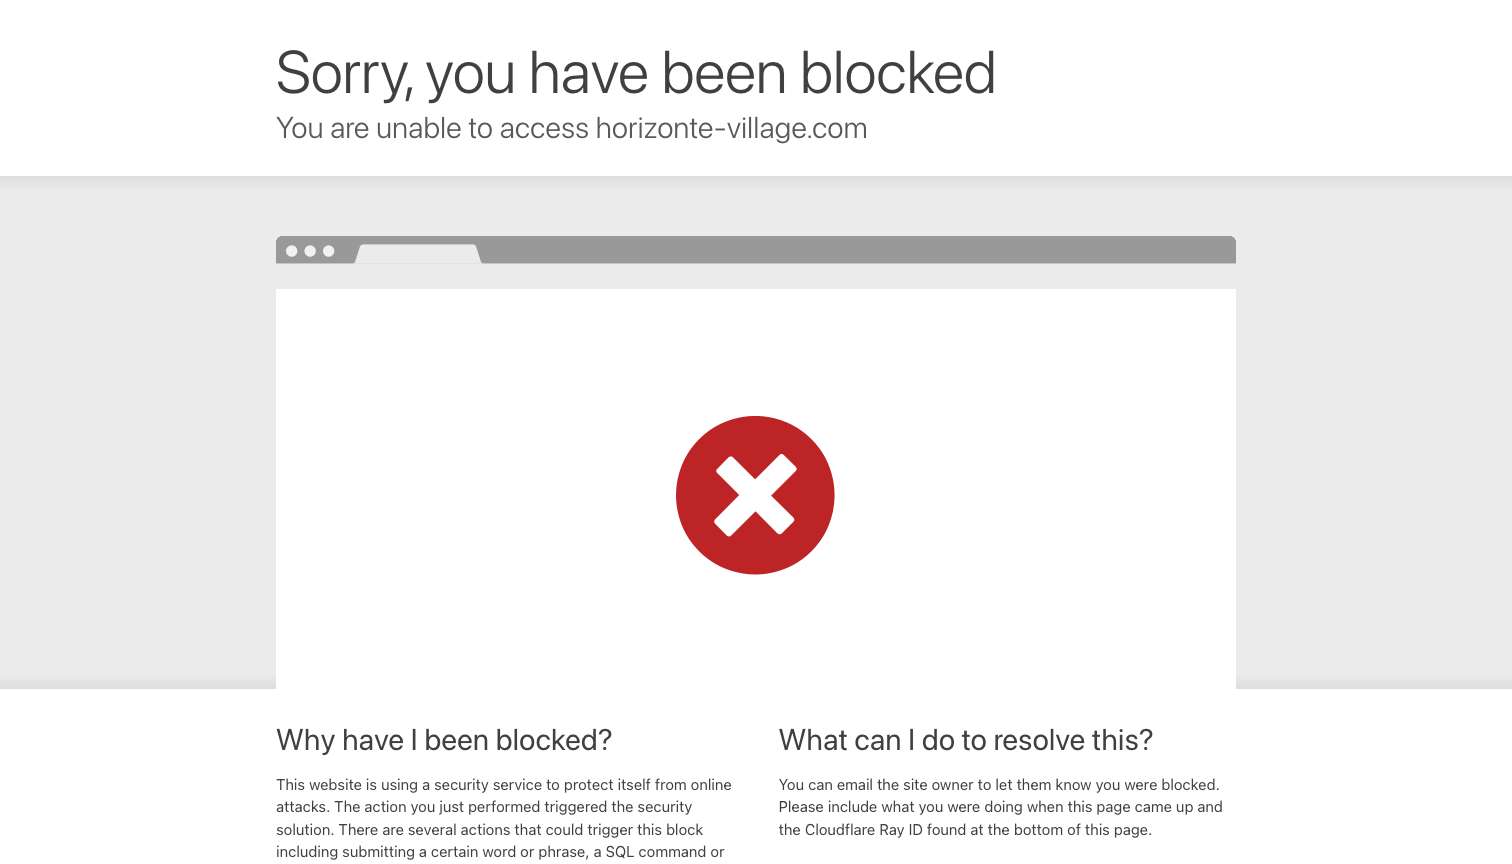 Sorry, you have been blocked
You are unable to access horizonte-village.com
Why have I been blocked?
This website is using a security service to protect itself from online
attacks. The action you just performed triggered the security
solution. There are several actions that could trigger this block
including submitting a certain word or phrase, a SQL command or
What can I do to resolve this?
You can email the site owner to let them know you were blocked.
Please include what you were doing when this page came up and
the Cloudflare Ray ID found at the bottom of this page.